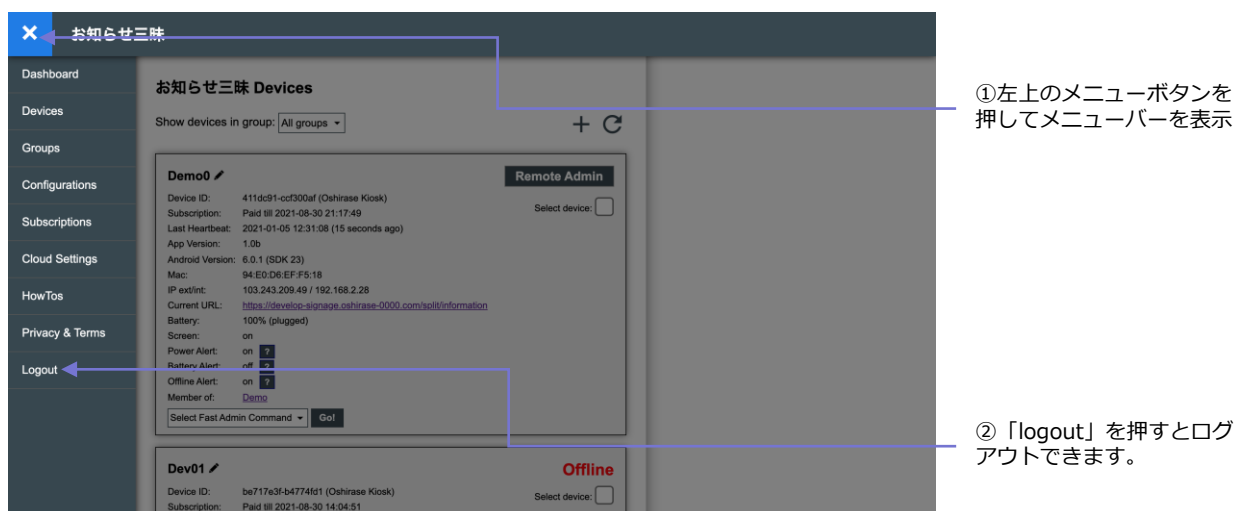 お知らせ三昧
Dashboard
Devices
Groups
Configurations
Subscriptions
Cloud Settings
HowTos
Privacy & Terms
Logout
お知らせ三昧 Devices
Show devices in group: All groups
Demo0
Remote Admin
Select device:
Device ID: 411dc91-ccf300af (Oshirase Kiosk)
Subscription: Paid till 2021-08-30 21:17:49
Last Heartbeat: 2021-01-05 12:31:08 (15 seconds ago)
App Version: 1.0b
Android Version: 6.0.1 (SDK 23)
Mac: 94:E0:D6:EF:F5:18
IP ext/int: 103.243.209.49 / 192.168.2.28
Current URL: https://develop-signage.oshirase-0000.com/split/information
Battery: 100% (plugged)
Screen: on
Power Alert: on ?
Battery Alert: off ?
Offline Alert: on ?
Member of: Demo
Select Fast Admin Command Go!
Dev01
Offline
Select device:
Device ID: be717e3f-b4774fd1 (Oshirase Kiosk)
Subscription: Paid till 2021-08-30 14:04:51
①左上のメニューボタンを
押してメニューバーを表示
②「logout」を押すとログ
アウトできます。